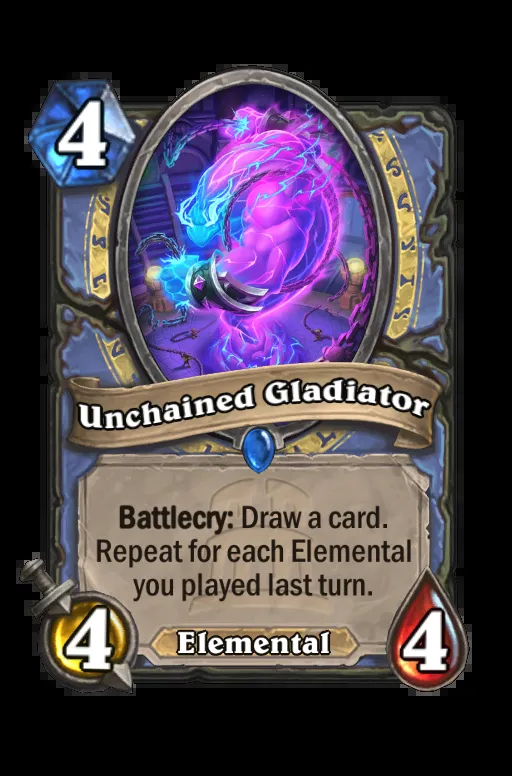 4
Unchained Gladiator
Battlecry: Draw a card.
Repeat for each Elemental
you played last turn.
4
Elemental
4